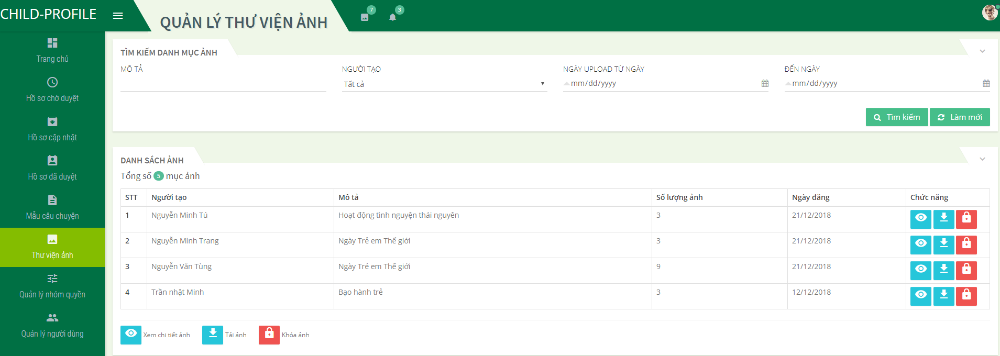 CHILD-PROFILE
QUẢN LÝ THƯ VIỆN ẢNH
7
3
Trang chủ
Hồ sơ chờ duyệt
Hồ sơ cập nhật
Hồ sơ đã duyệt
Mẫu câu chuyện
Thư viện ảnh
Quản lý nhóm quyền
Quản lý người dùng
TÌM KIẾM DANH MỤC ẢNH
MÔ TẢ NGƯỜI TẠO NGÀY UPLOAD TỪ NGÀY ĐẾN NGÀY
Tất cả mm/dd/yyyy mm/dd/yyyy
Tìm kiếm Làm mới
DANH SÁCH ẢNH
Tổng số 5 mục ảnh
STT Người tạo Mô tả Số lượng ảnh Ngày đăng Chức năng
1 Nguyễn Minh Tú Hoạt động tình nguyện thái nguyên 3 21/12/2018
2 Nguyễn Minh Trang Ngày Trẻ em Thế giới 3 21/12/2018
3 Nguyễn Văn Tùng Ngày Trẻ em Thế giới 9 21/12/2018
4 Trần nhật Minh Bạo hành trẻ 3 12/12/2018
Xem chi tiết ảnh Tải ảnh Khóa ảnh